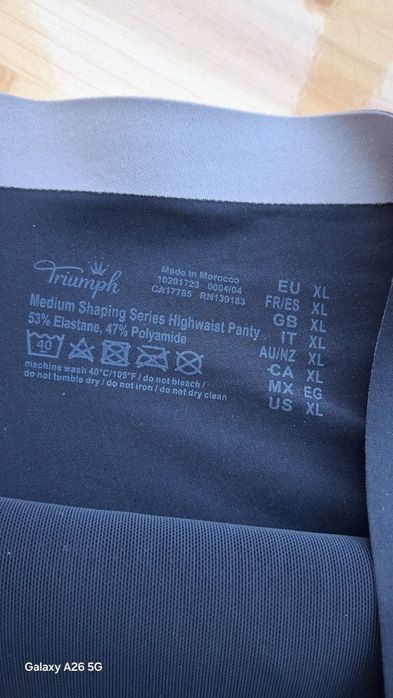 Triumph
Made in Morocco
10201723 0004/04
CA17785 RN139183
Medium Shaping Series Highwaist Panty
53% Elastane, 47% Polyamide
40
machine wash 40°C/105°F / do not bleach /
do not tumble dry / do not iron / do not dry clean
EU XL
FR/ES XL
GB XL
IT XL
AU/NZ XL
CA XL
MX EG
US XL
Galaxy A26 5G